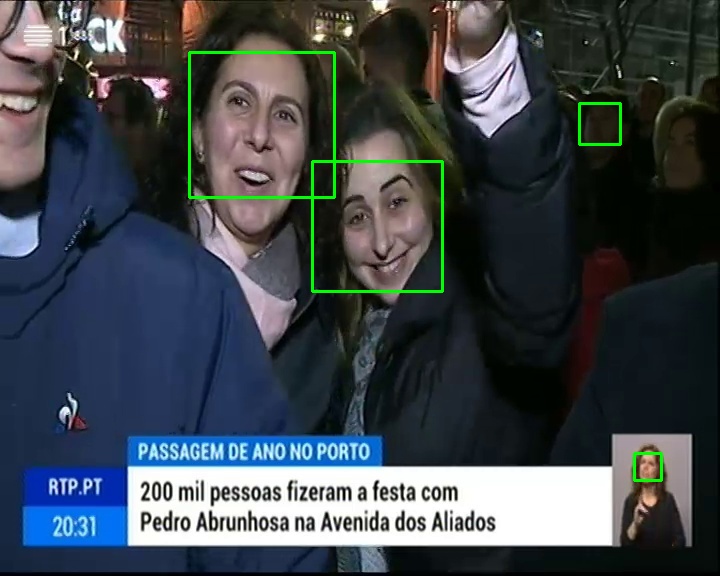 CK
PASSAGEM DE ANO NO PORTO
RTP.PT
200 mil pessoas fizeram a festa com
20:31
Pedro Abrunhosa na Avenida dos Aliados